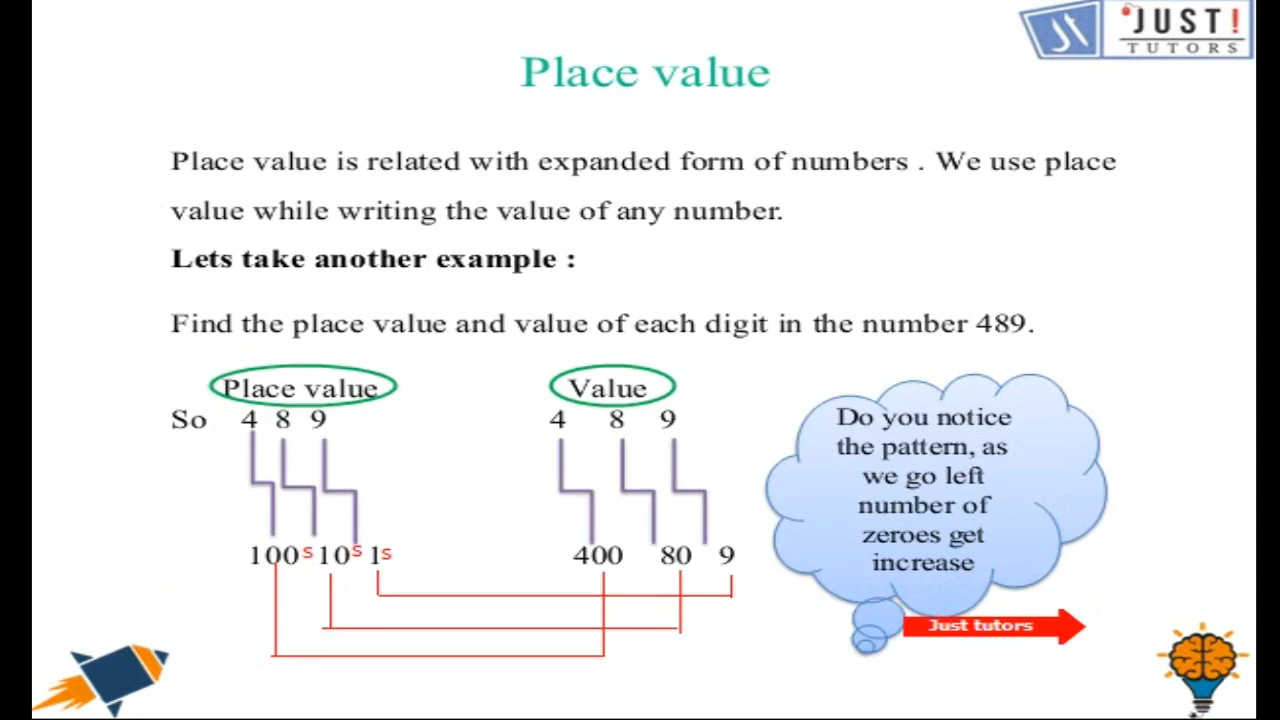 JUST!
TUTORS
Place value
Place value is related with expanded form of numbers . We use place
value while writing the value of any number.
Lets take another example :
Find the place value and value of each digit in the number 489.
Place value
Value
So 4 8 9
4 8 9
100s 10s 1s
400 80 9
Do you notice
the pattern, as
we go left
number of
zeroes get
increase
Just tutors